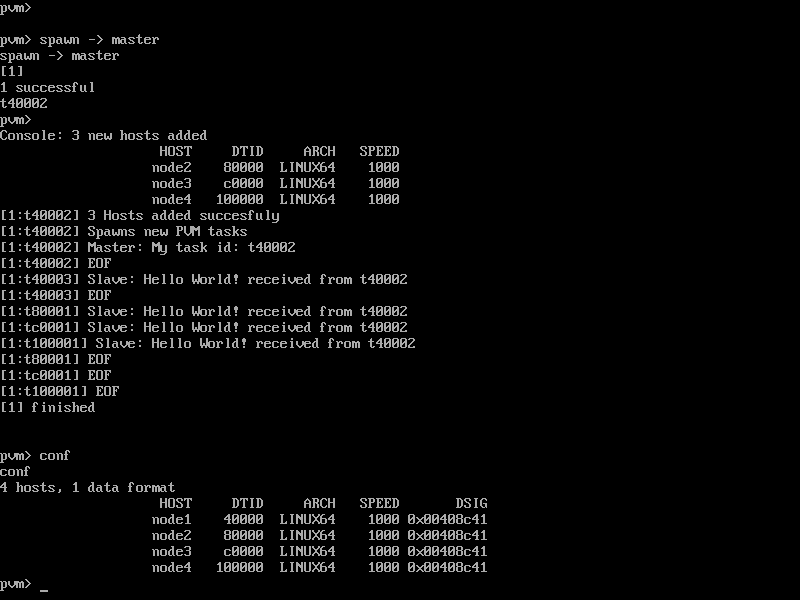 pvm>
pvm> spawn -> master
spawn -> master
[1]
1 successful
t40002
pvm>
Console: 3 new hosts added
HOST DTID ARCH SPEED
node2 80000 LINUX64 1000
node3 c0000 LINUX64 1000
node4 100000 LINUX64 1000
[1:t40002] 3 Hosts added succesfuly
[1:t40002] Spawns new PVM tasks
[1:t40002] Master: My task id: t40002
[1:t40002] EOF
[1:t40003] Slave: Hello World! received from t40002
[1:t40003] EOF
[1:t80001] Slave: Hello World! received from t40002
[1:tc0001] Slave: Hello World! received from t40002
[1:t100001] Slave: Hello World! received from t40002
[1:t80001] EOF
[1:tc0001] EOF
[1:t100001] EOF
[1] finished
pvm> conf
conf
4 hosts, 1 data format
HOST DTID ARCH SPEED DSIG
node1 40000 LINUX64 1000 0x00408c41
node2 80000 LINUX64 1000 0x00408c41
node3 c0000 LINUX64 1000 0x00408c41
node4 100000 LINUX64 1000 0x00408c41
pvm> _